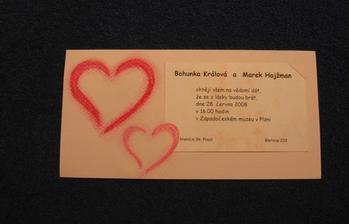 Bohunka Králová a Marek Hajžman
chtějí všem na vědomí dát,
že se z lásky budou brát,
dne 28. června 2008
v 16:00 hodin
v Západočeském muzeu v Plzni
233